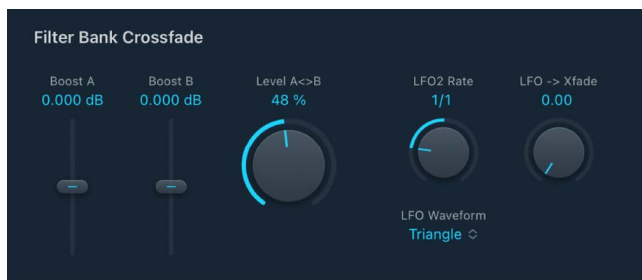 Filter Bank Crossfade
Boost A
0.000 dB
Boost B
0.000 dB
Level A<>B
48 %
LFO2 Rate
1/1
LFO -> Xfade
0.00
LFO Waveform
Triangle